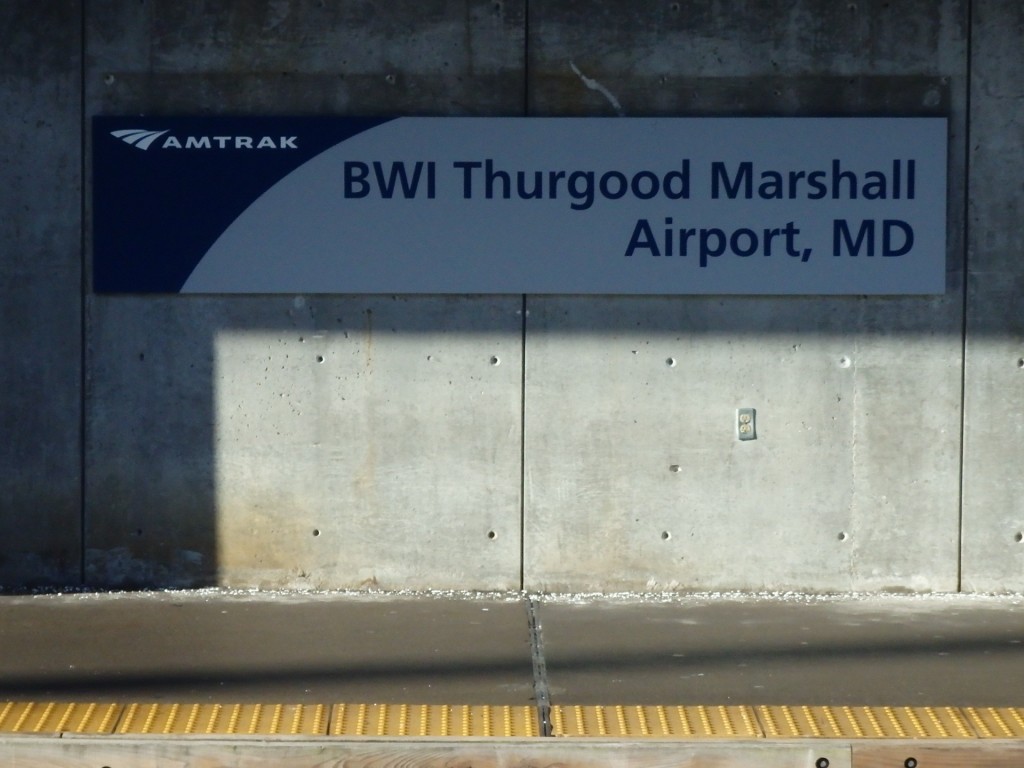 AMTRAK
BWI Thurgood Marshall
Airport, MD